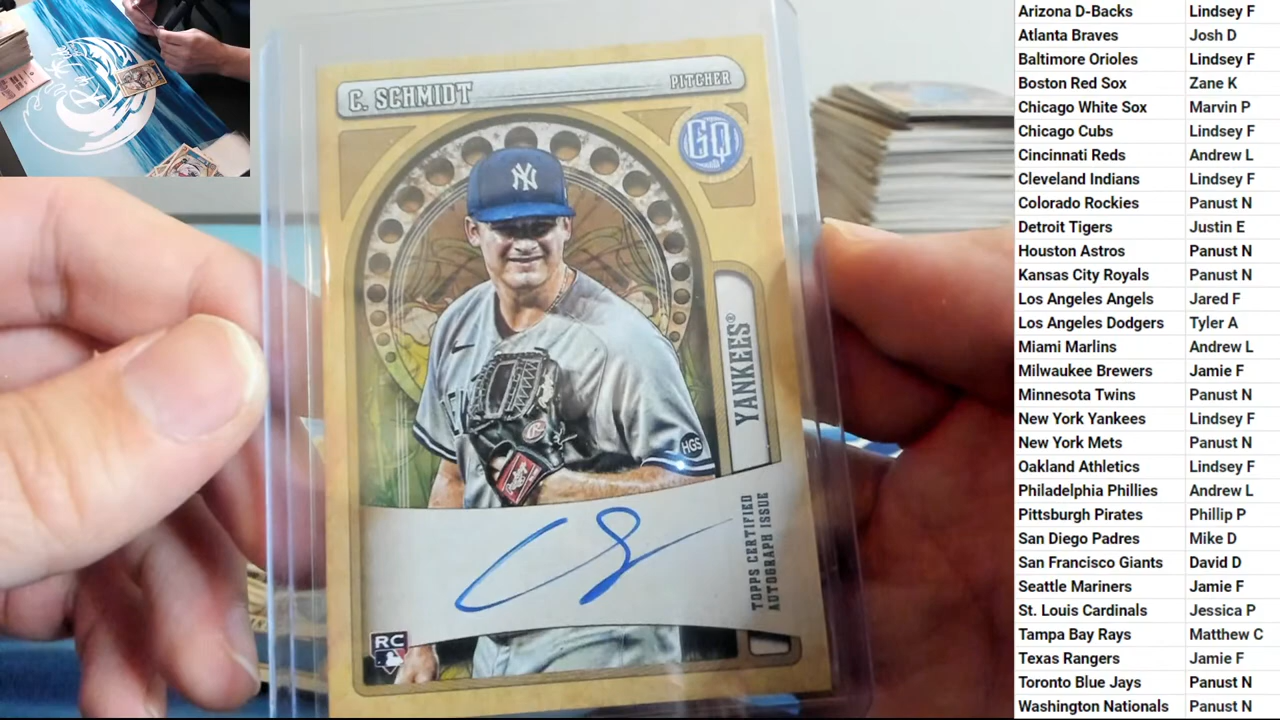 C. SCHMIDT
PITCHER
GQ
NY
YANKEES®
HGS
R
Rawlings
TOPPS CERTIFIED
AUTOGRAPH ISSUE
RC
Arizona D-Backs Lindsey F
Atlanta Braves Josh D
Baltimore Orioles Lindsey F
Boston Red Sox Zane K
Chicago White Sox Marvin P
Chicago Cubs Lindsey F
Cincinnati Reds Andrew L
Cleveland Indians Lindsey F
Colorado Rockies Panust N
Detroit Tigers Justin E
Houston Astros Panust N
Kansas City Royals Panust N
Los Angeles Angels Jared F
Los Angeles Dodgers Tyler A
Miami Marlins Andrew L
Milwaukee Brewers Jamie F
Minnesota Twins Panust N
New York Yankees Lindsey F
New York Mets Panust N
Oakland Athletics Lindsey F
Philadelphia Phillies Andrew L
Pittsburgh Pirates Phillip P
San Diego Padres Mike D
San Francisco Giants David D
Seattle Mariners Jamie F
St. Louis Cardinals Jessica P
Tampa Bay Rays Matthew C
Texas Rangers Jamie F
Toronto Blue Jays Panust N
Washington Nationals Panust N